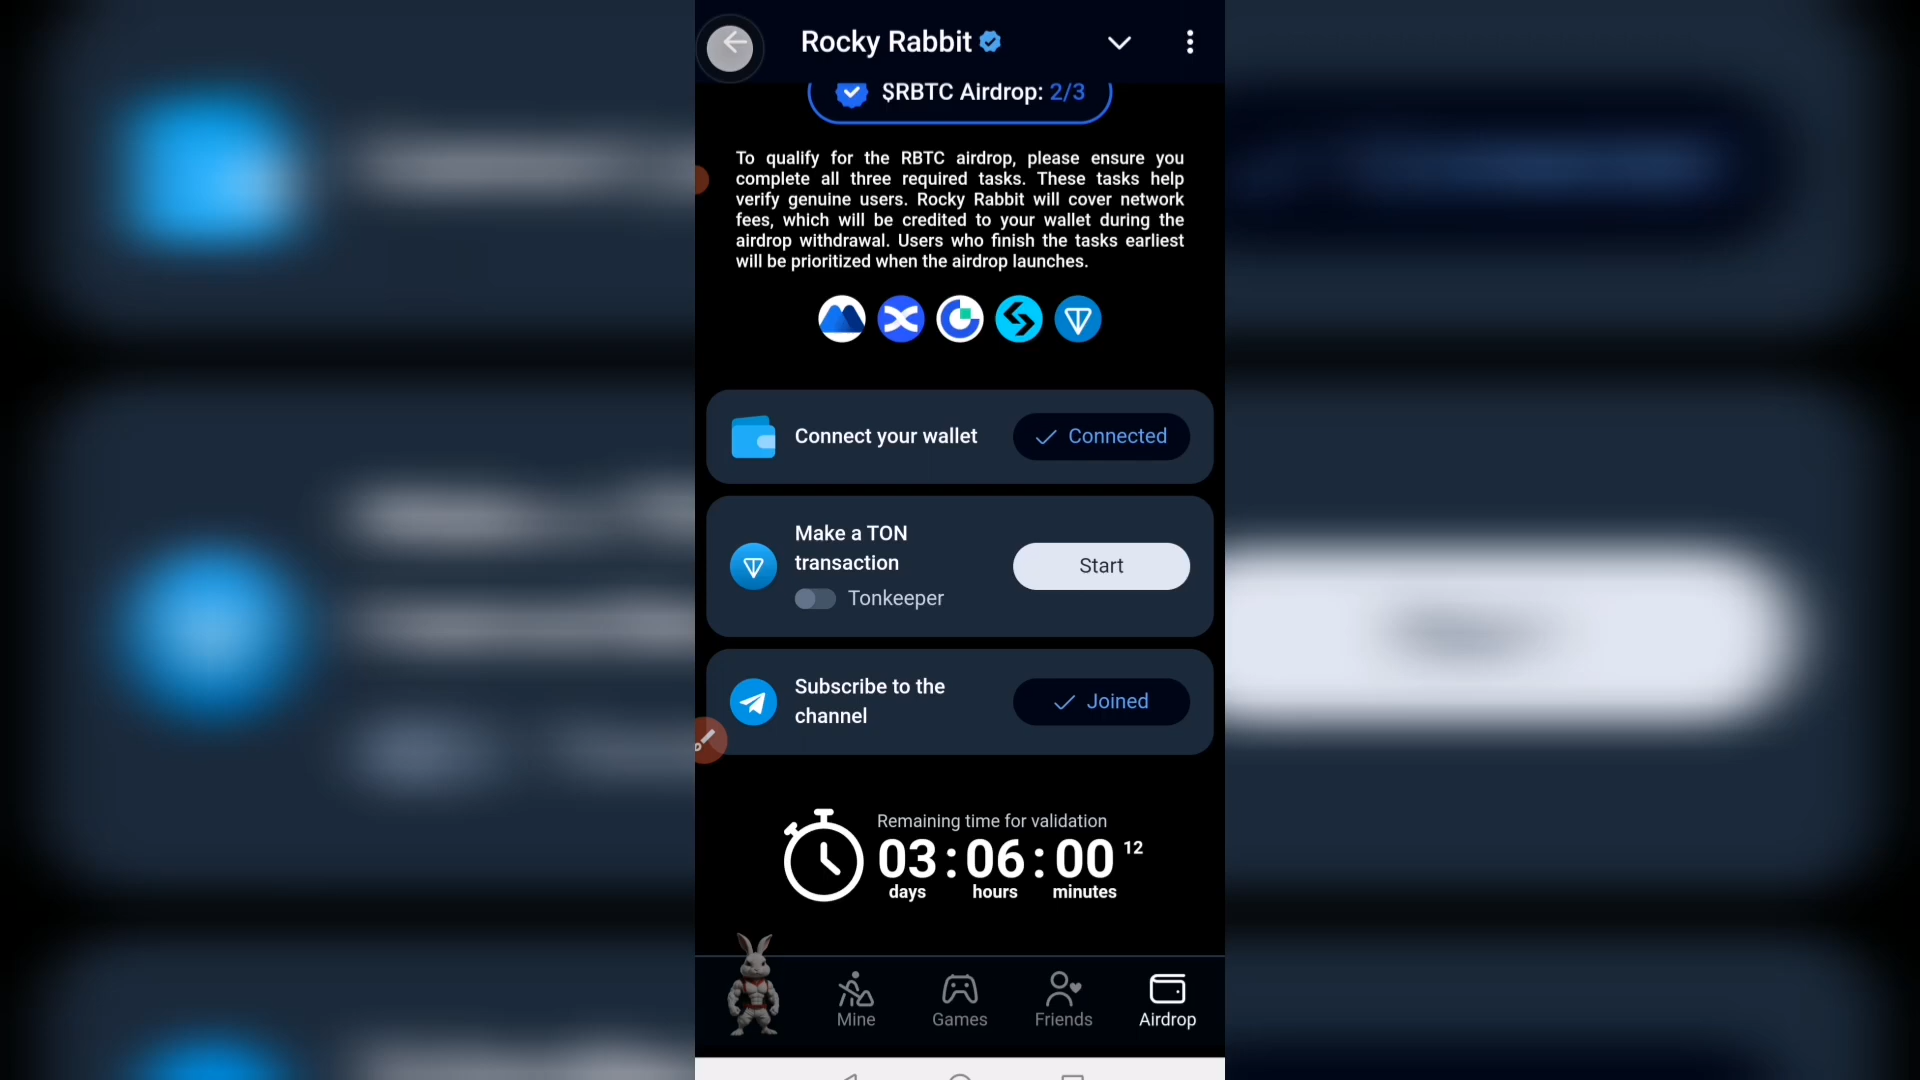 Rocky Rabbit
$RBTC Airdrop: 2/3
To qualify for the RBTC airdrop, please ensure you
complete all three required tasks. These tasks help
verify genuine users. Rocky Rabbit will cover network
fees, which will be credited to your wallet during the
airdrop withdrawal. Users who finish the tasks earliest
will be prioritized when the airdrop launches.
Connect your wallet
Connected
Make a TON
transaction
Tonkeeper
Start
Subscribe to the
channel
Joined
Remaining time for validation
03 : 06 : 00 12
days hours minutes
Mine Games Friends Airdrop